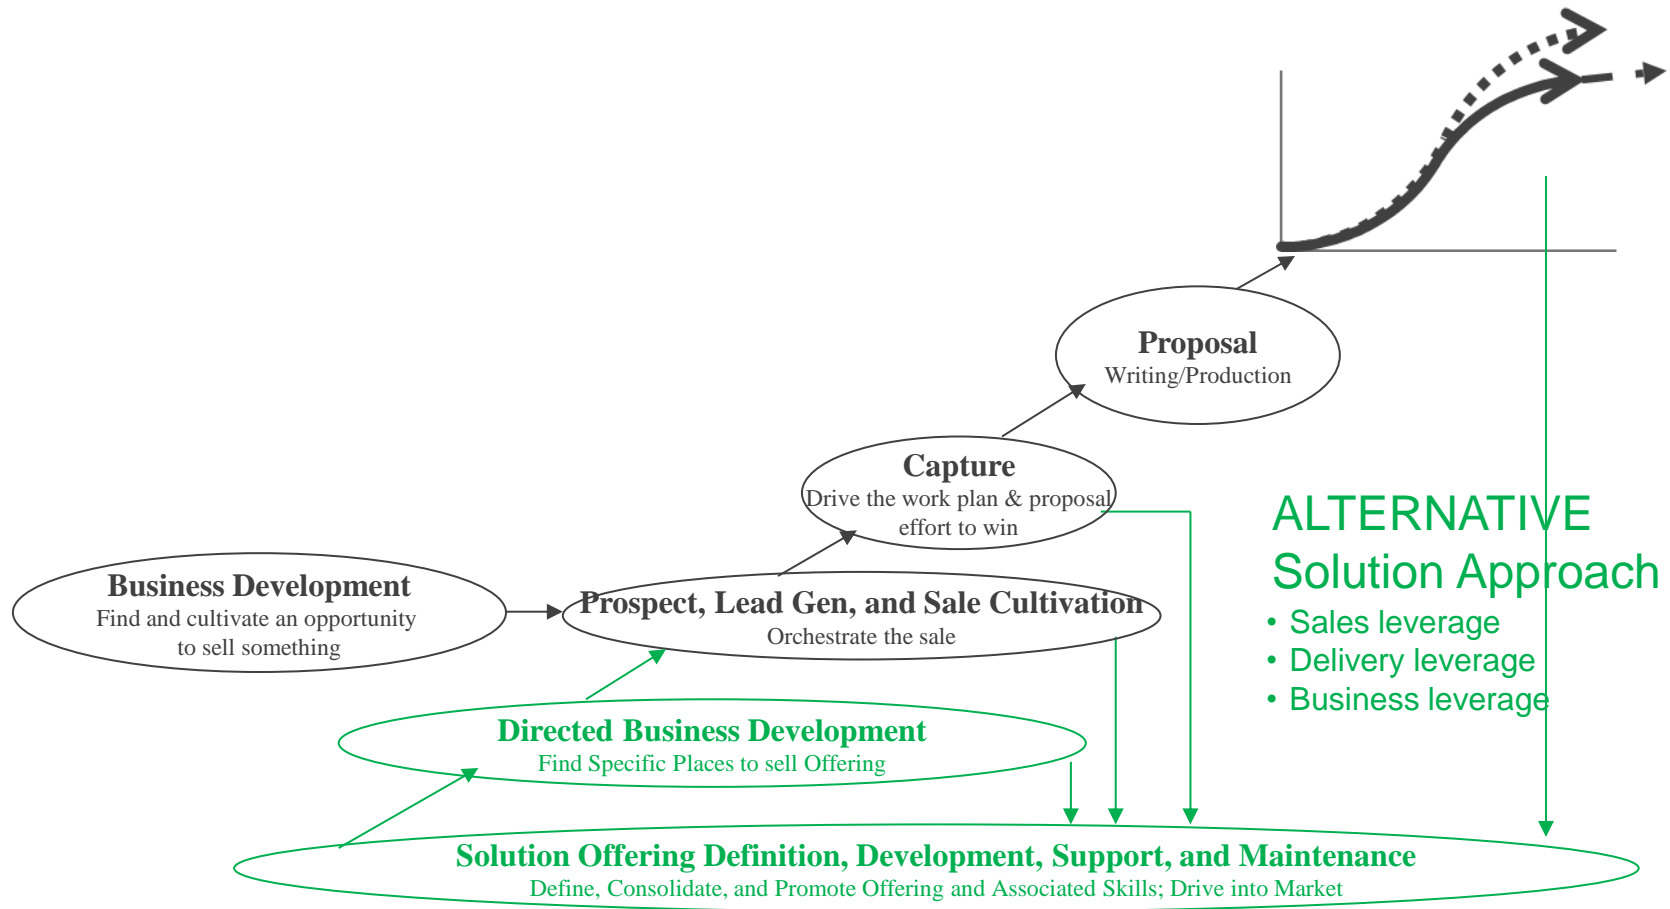 Proposal
Writing/Production
Capture
Drive the work plan & proposal
effort to win
ALTERNATIVE
Solution Approach
• Sales leverage
• Delivery leverage
• Business leverage
Business Development
Find and cultivate an opportunity
to sell something
Prospect, Lead Gen, and Sale Cultivation
Orchestrate the sale
Directed Business Development
Find Specific Places to sell Offering
Solution Offering Definition, Development, Support, and Maintenance
Define, Consolidate, and Promote Offering and Associated Skills; Drive into Market